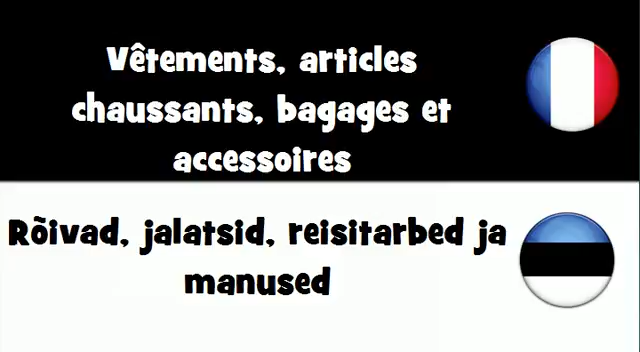 Vêtements, articles
chaussants, bagages et
accessoires
Rõivad, jalatsid, reisitarbed ja
manused